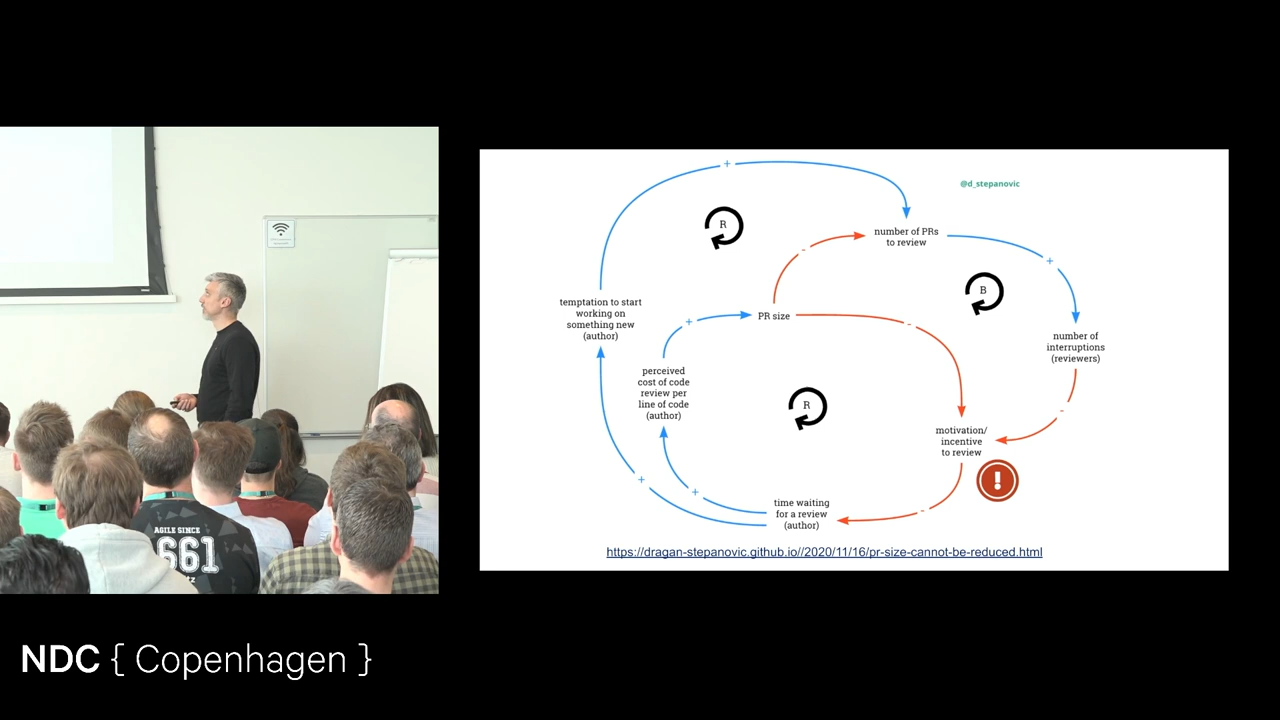 @d_stepanovic
+
R
number of PRs
to review
-
+
B
temptation to start
working on
something new
(author)
+
PR size
-
number of
interruptions
(reviewers)
perceived
cost of code
review per
line of code
(author)
R
-
motivation/
incentive
to review
!
+
+
time waiting
for a review
(author)
-
https://dragan-stepanovic.github.io//2020/11/16/pr-size-cannot-be-reduced.html
AGILE SINCE
661
NDC { Copenhagen }